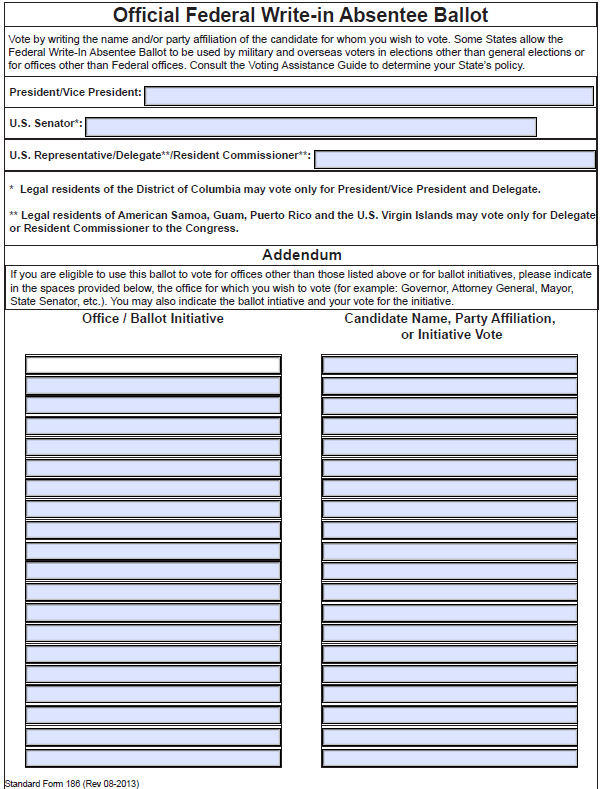 Official Federal Write-in Absentee Ballot
Vote by writing the name and/or party affiliation of the candidate for whom you wish to vote. Some States allow the
Federal Write-In Absentee Ballot to be used by military and overseas voters in elections other than general elections or
for offices other than Federal offices. Consult the Voting Assistance Guide to determine your State's policy.
President/Vice President:
U.S. Senator*:
U.S. Representative/Delegate**/Resident Commissioner**:
* Legal residents of the District of Columbia may vote only for President/Vice President and Delegate.
** Legal residents of American Samoa, Guam, Puerto Rico and the U.S. Virgin Islands may vote only for Delegate
or Resident Commissioner to the Congress.
Addendum
If you are eligible to use this ballot to vote for offices other than those listed above or for ballot initiatives, please indicate
in the spaces provided below, the office for which you wish to vote (for example: Governor, Attorney General, Mayor,
State Senator, etc.). You may also indicate the ballot intiative and your vote for the initiative.
Office / Ballot Initiative
Candidate Name, Party Affiliation,
or Initiative Vote
Standard Form 186 (Rev 08-2013)